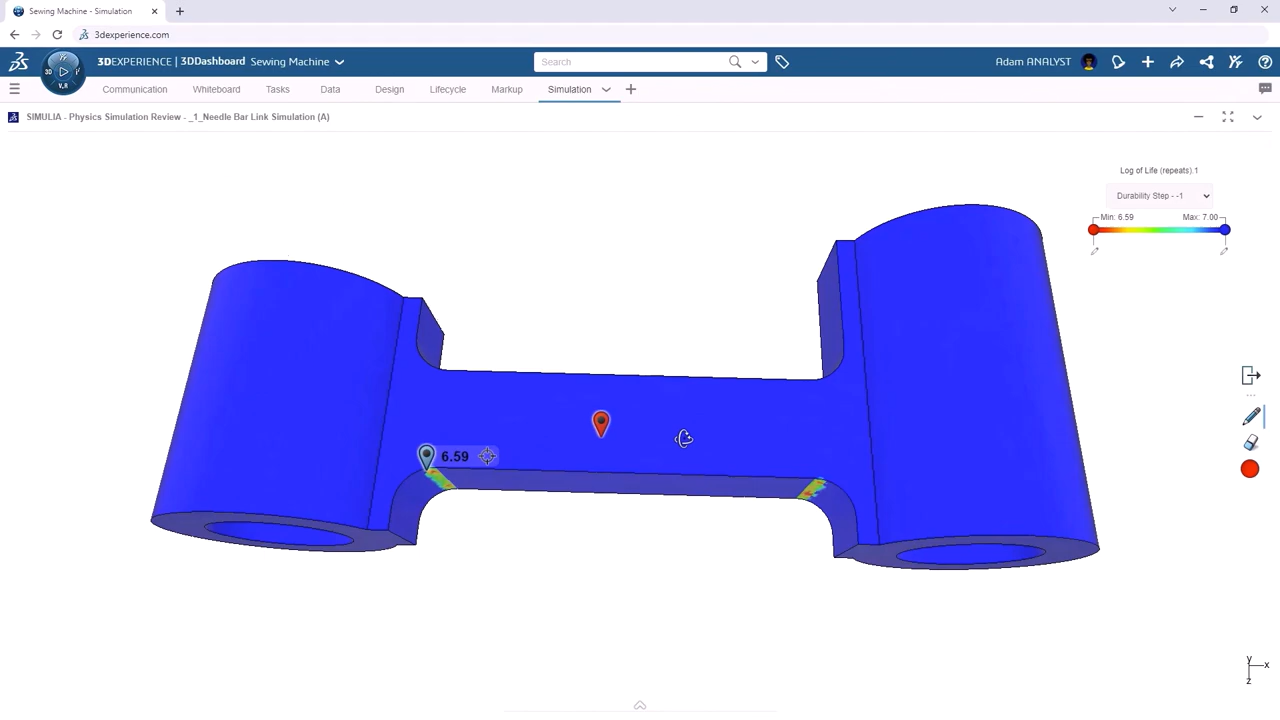 Sewing Machine - Simulation
3dexperience.com
3DEXPERIENCE | 3DDashboard Sewing Machine
Search
Adam ANALYST
3D
V.R
Communication
Whiteboard
Tasks
Data
Design
Lifecycle
Markup
Simulation
SIMULIA - Physics Simulation Review - _1_Needle Bar Link Simulation (A)
Log of Life (repeats).1
Durability Step - -1
Min: 6.59
Max: 7.00
6.59
y
x
z